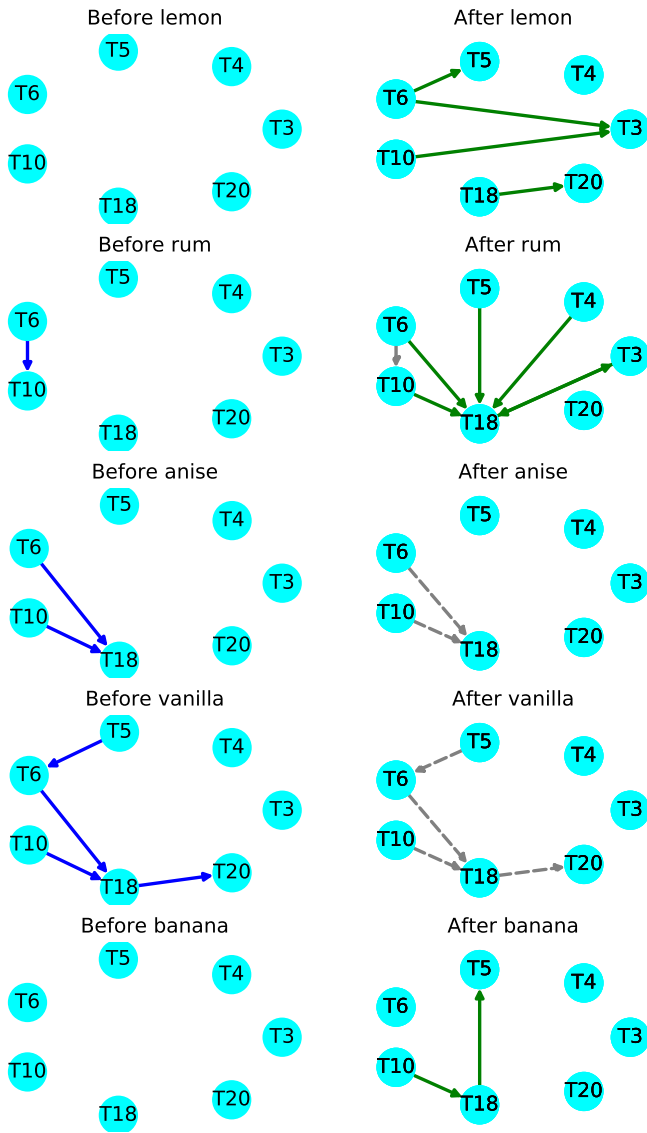 Before lemon
T5
T4
T6
T3
T10
T20
T18
After lemon
T5
T4
T6
T3
T10
T20
T18
Before rum
T5
T4
T6
T3
T10
T20
T18
After rum
T5
T4
T6
T3
T10
T20
T18
Before anise
T5
T4
T6
T3
T10
T20
T18
After anise
T5
T4
T6
T3
T10
T20
T18
Before vanilla
T5
T4
T6
T3
T10
T20
T18
After vanilla
T5
T4
T6
T3
T10
T20
T18
Before banana
T5
T4
T6
T3
T10
T20
T18
After banana
T5
T4
T6
T3
T10
T20
T18